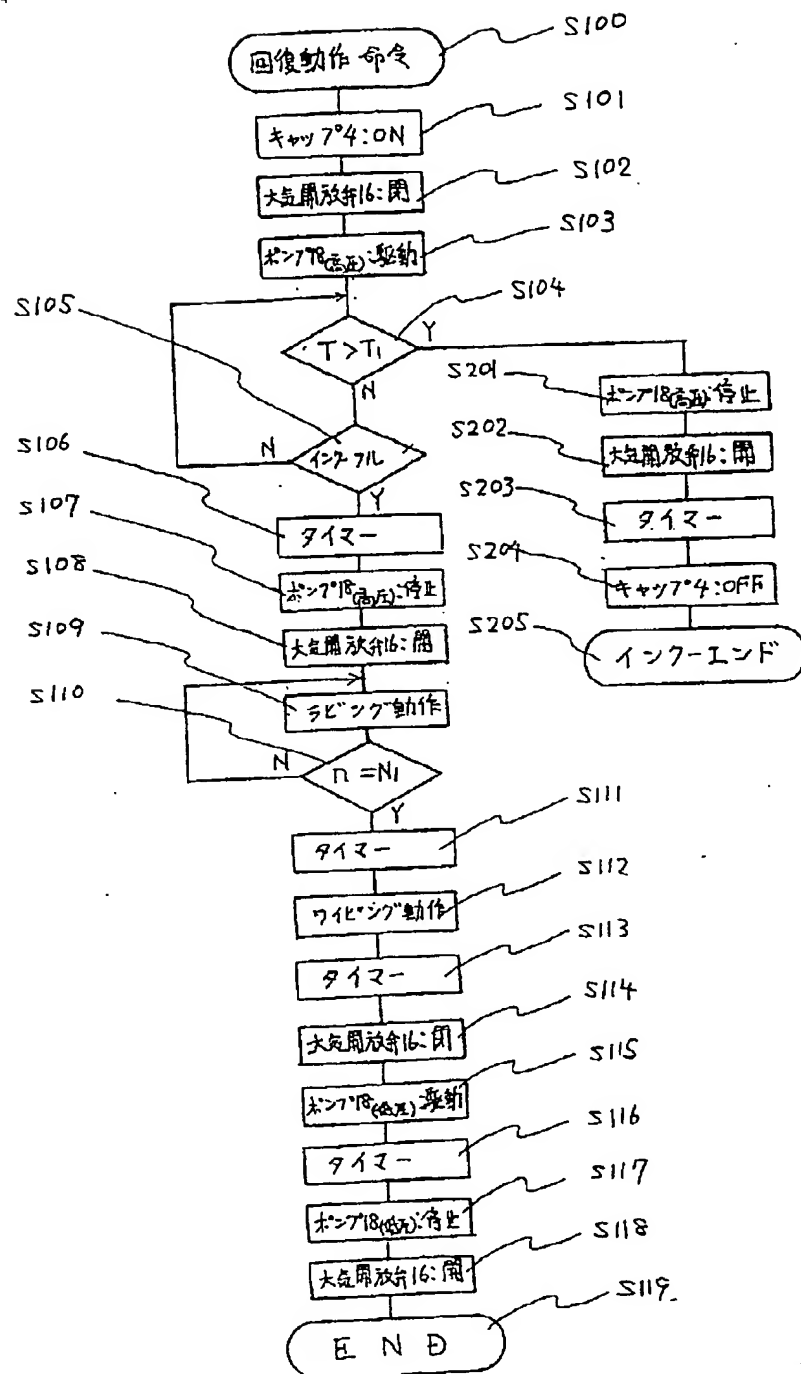 S100
回復動作 命令
S101
キャップ4:ON
S102
大気開放弁16:閉
S103
ポンプ18(高圧):駆動
S104
S105
T>T1
Y
N
S201
ポンプ18(高圧):停止
S202
大気開放弁16:開
S106
インクーフル
N
Y
S203
タイマー
S107
タイマー
S204
キャップ4:OFF
S108
ポンプ18(高圧):停止
S205
インクーエンド
S109
大気開放弁16:開
S110
ラビング動作
N
n=N1
Y
S111
タイマー
S112
ワイピング動作
S113
タイマー
S114
大気開放弁16:閉
S115
ポンプ18(低圧):駆動
S116
タイマー
S117
ポンプ18(低圧):停止
S118
大気開放弁16:開
S119
END